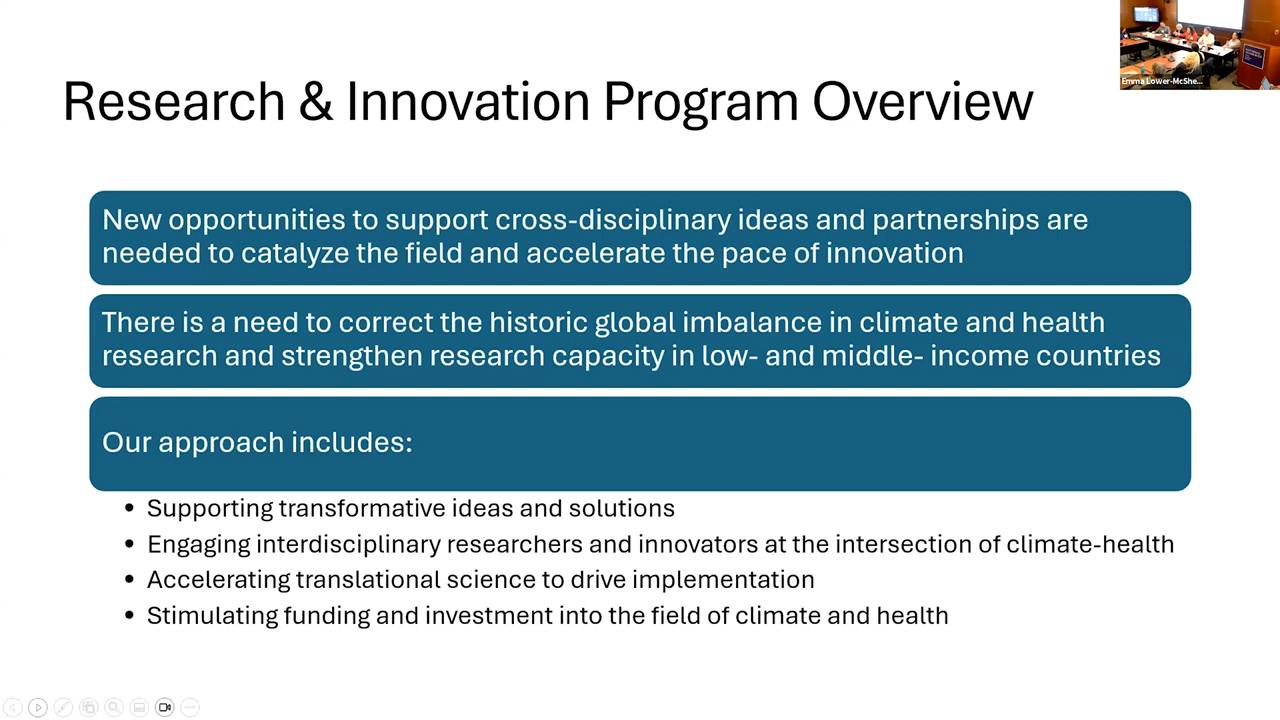 Research & Innovation Program Overview
Emma Lower-McShe...
New opportunities to support cross-disciplinary ideas and partnerships are
needed to catalyze the field and accelerate the pace of innovation
There is a need to correct the historic global imbalance in climate and health
research and strengthen research capacity in low- and middle- income countries
Our approach includes:
• Supporting transformative ideas and solutions
• Engaging interdisciplinary researchers and innovators at the intersection of climate-health
• Accelerating translational science to drive implementation
• Stimulating funding and investment into the field of climate and health